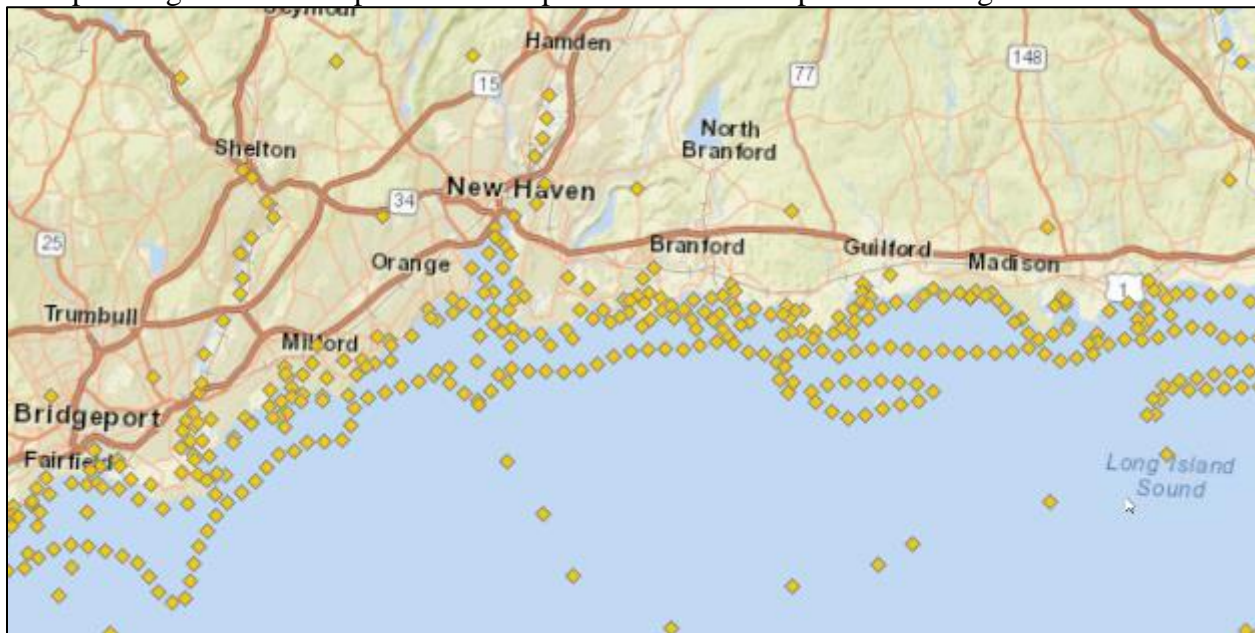 Seymour
Hamden
15
77
148
Shelton
North
Branford
New Haven
34
25
Orange
Branford
Guilford
Madison
1
Trumbull
Milford
Bridgeport
Fairfield
Long Island
Sound